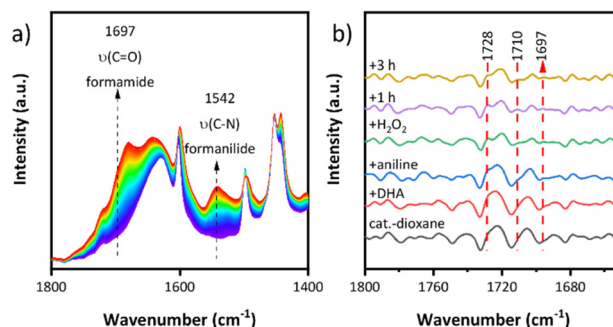 a)
1697
υ(C=O)
formamide
1542
υ(C-N)
formanilide
Intensity (a.u.)
1800
1600
1400
Wavenumber (cm⁻¹)
b)
1728
1710
1697
+3 h
+1 h
+H₂O₂
+aniline
+DHA
cat.-dioxane
Intensity (a.u.)
1800
1760
1720
1680
Wavenumber (cm⁻¹)